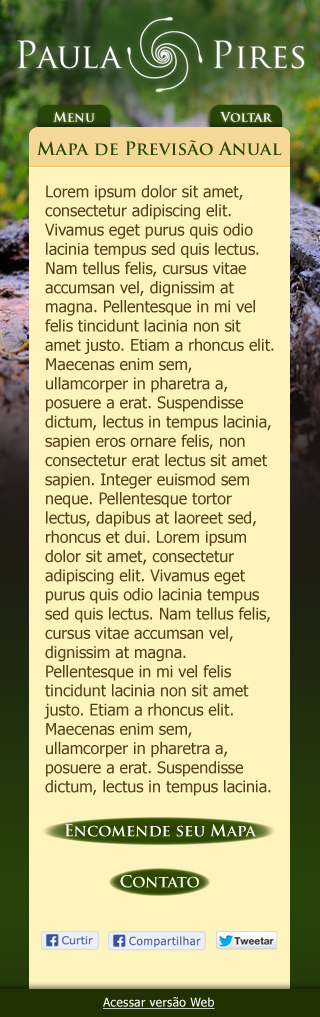 Paula Pires
Menu
Voltar
Mapa de Previsão Anual
Lorem ipsum dolor sit amet,
consectetur adipiscing elit.
Vivamus eget purus quis odio
lacinia tempus sed quis lectus.
Nam tellus felis, cursus vitae
accumsan vel, dignissim at
magna. Pellentesque in mi vel
felis tincidunt lacinia non sit
amet justo. Etiam a rhoncus elit.
Maecenas enim sem,
ullamcorper in pharetra a,
posuere a erat. Suspendisse
dictum, lectus in tempus lacinia,
sapien eros ornare felis, non
consectetur erat lectus sit amet
sapien. Integer euismod sem
neque. Pellentesque tortor
lectus, dapibus at laoreet sed,
rhoncus et dui. Lorem ipsum
dolor sit amet, consectetur
adipiscing elit. Vivamus eget
purus quis odio lacinia tempus
sed quis lectus. Nam tellus felis,
cursus vitae accumsan vel,
dignissim at magna.
Pellentesque in mi vel felis
tincidunt lacinia non sit amet
justo. Etiam a rhoncus elit.
Maecenas enim sem,
ullamcorper in pharetra a,
posuere a erat. Suspendisse
dictum, lectus in tempus lacinia.
Encomende seu Mapa
Contato
Curtir
Compartilhar
Tweetar
Acessar versão Web